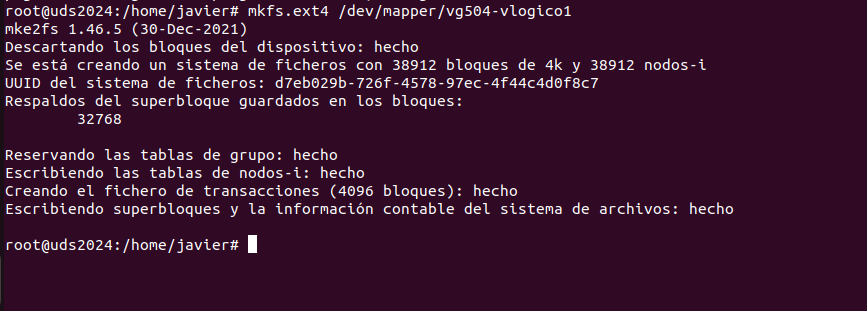 root@uds2024:/home/javier# mkfs.ext4 /dev/mapper/vg504-vlogico1
mke2fs 1.46.5 (30-Dec-2021)
Descartando los bloques del dispositivo: hecho
Se está creando un sistema de ficheros con 38912 bloques de 4k y 38912 nodos-i
UUID del sistema de ficheros: d7eb029b-726f-4578-97ec-4f44c4d0f8c7
Respaldos del superbloque guardados en los bloques:
32768
Reservando las tablas de grupo: hecho
Escribiendo las tablas de nodos-i: hecho
Creando el fichero de transacciones (4096 bloques): hecho
Escribiendo superbloques y la información contable del sistema de archivos: hecho
root@uds2024:/home/javier#